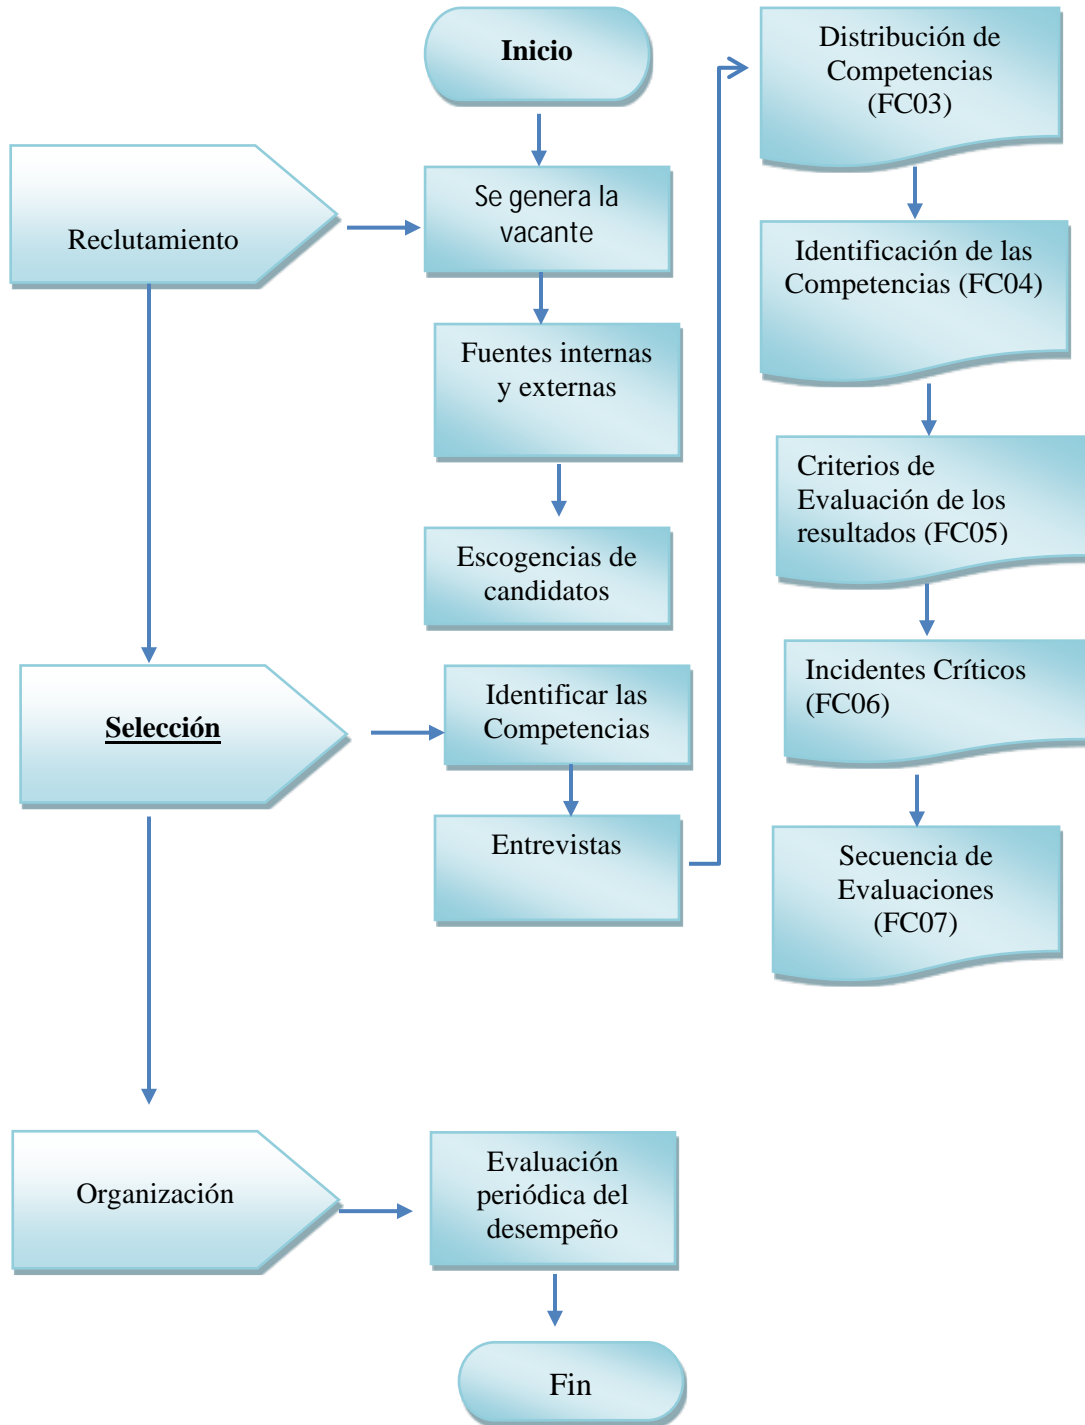 Inicio
Reclutamiento
Se genera la
vacante
Fuentes internas
y externas
Escogencias de
candidatos
Selección
Identificar las
Competencias
Entrevistas
Distribución de
Competencias
(FC03)
Identificación de las
Competencias (FC04)
Criterios de
Evaluación de los
resultados (FC05)
Incidentes Críticos
(FC06)
Secuencia de
Evaluaciones
(FC07)
Organización
Evaluación
periódica del
desempeño
Fin